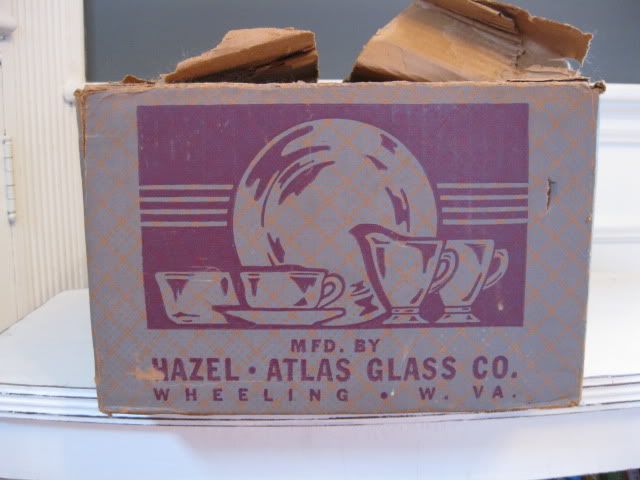 MFD. BY
HAZEL • ATLAS GLASS CO.
WHEELING • W. VA.